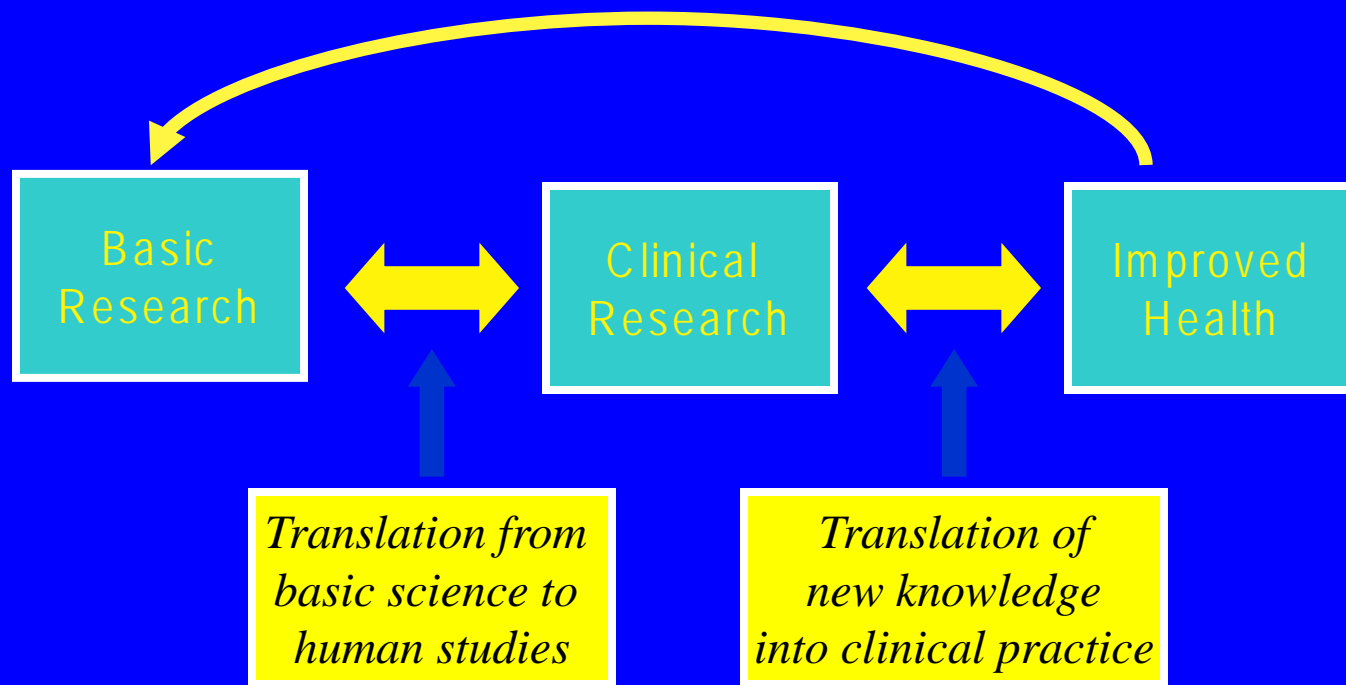 Basic
Research
Clinical
Research
Improved
Health
Translation from
basic science to
human studies
Translation of
new knowledge
into clinical practice